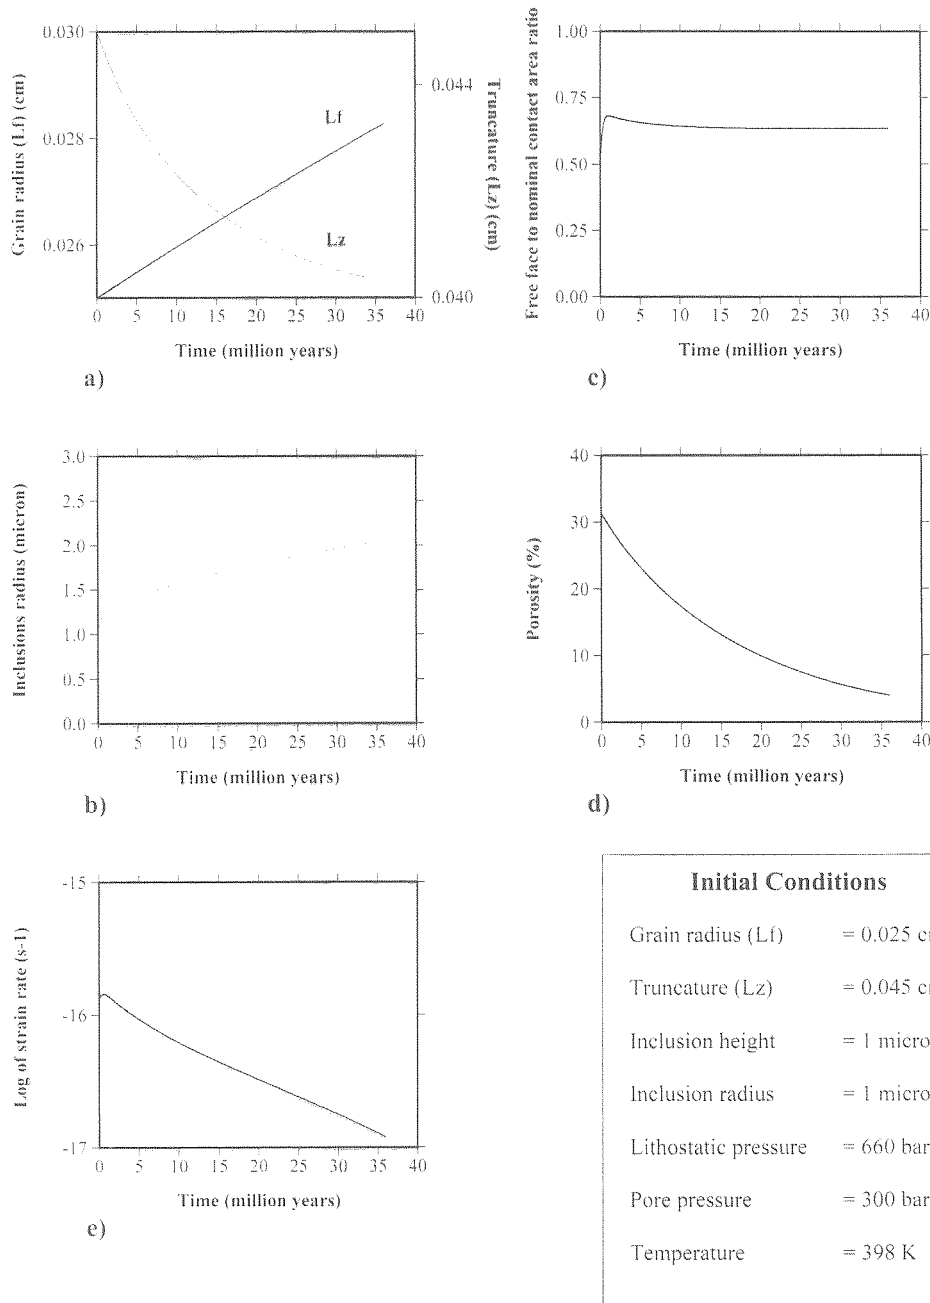 0.030
0.028
0.026
Grain radius (Lf) (cm)
0.044
0.040
Truncature (Lz) (cm)
Lf
Lz
0 5 10 15 20 25 30 35 40
Time (million years)
a)
1.00
0.75
0.50
0.25
0.00
Free face to nominal contact area ratio
0 5 10 15 20 25 30 35 40
Time (million years)
c)
3.0
2.5
2.0
1.5
1.0
0.5
0.0
Inclusions radius (micron)
0 5 10 15 20 25 30 35 40
Time (million years)
b)
40
30
20
10
0
Porosity (%)
0 5 10 15 20 25 30 35 40
Time (million years)
d)
-15
-16
-17
Log of strain rate (s-1)
0 5 10 15 20 25 30 35 40
Time (million years)
e)
Initial Conditions
Grain radius (Lf) = 0.025 c
Truncature (Lz) = 0.045 c
Inclusion height = 1 micro
Inclusion radius = 1 micro
Lithostatic pressure = 660 bar
Pore pressure = 300 bar
Temperature = 398 K